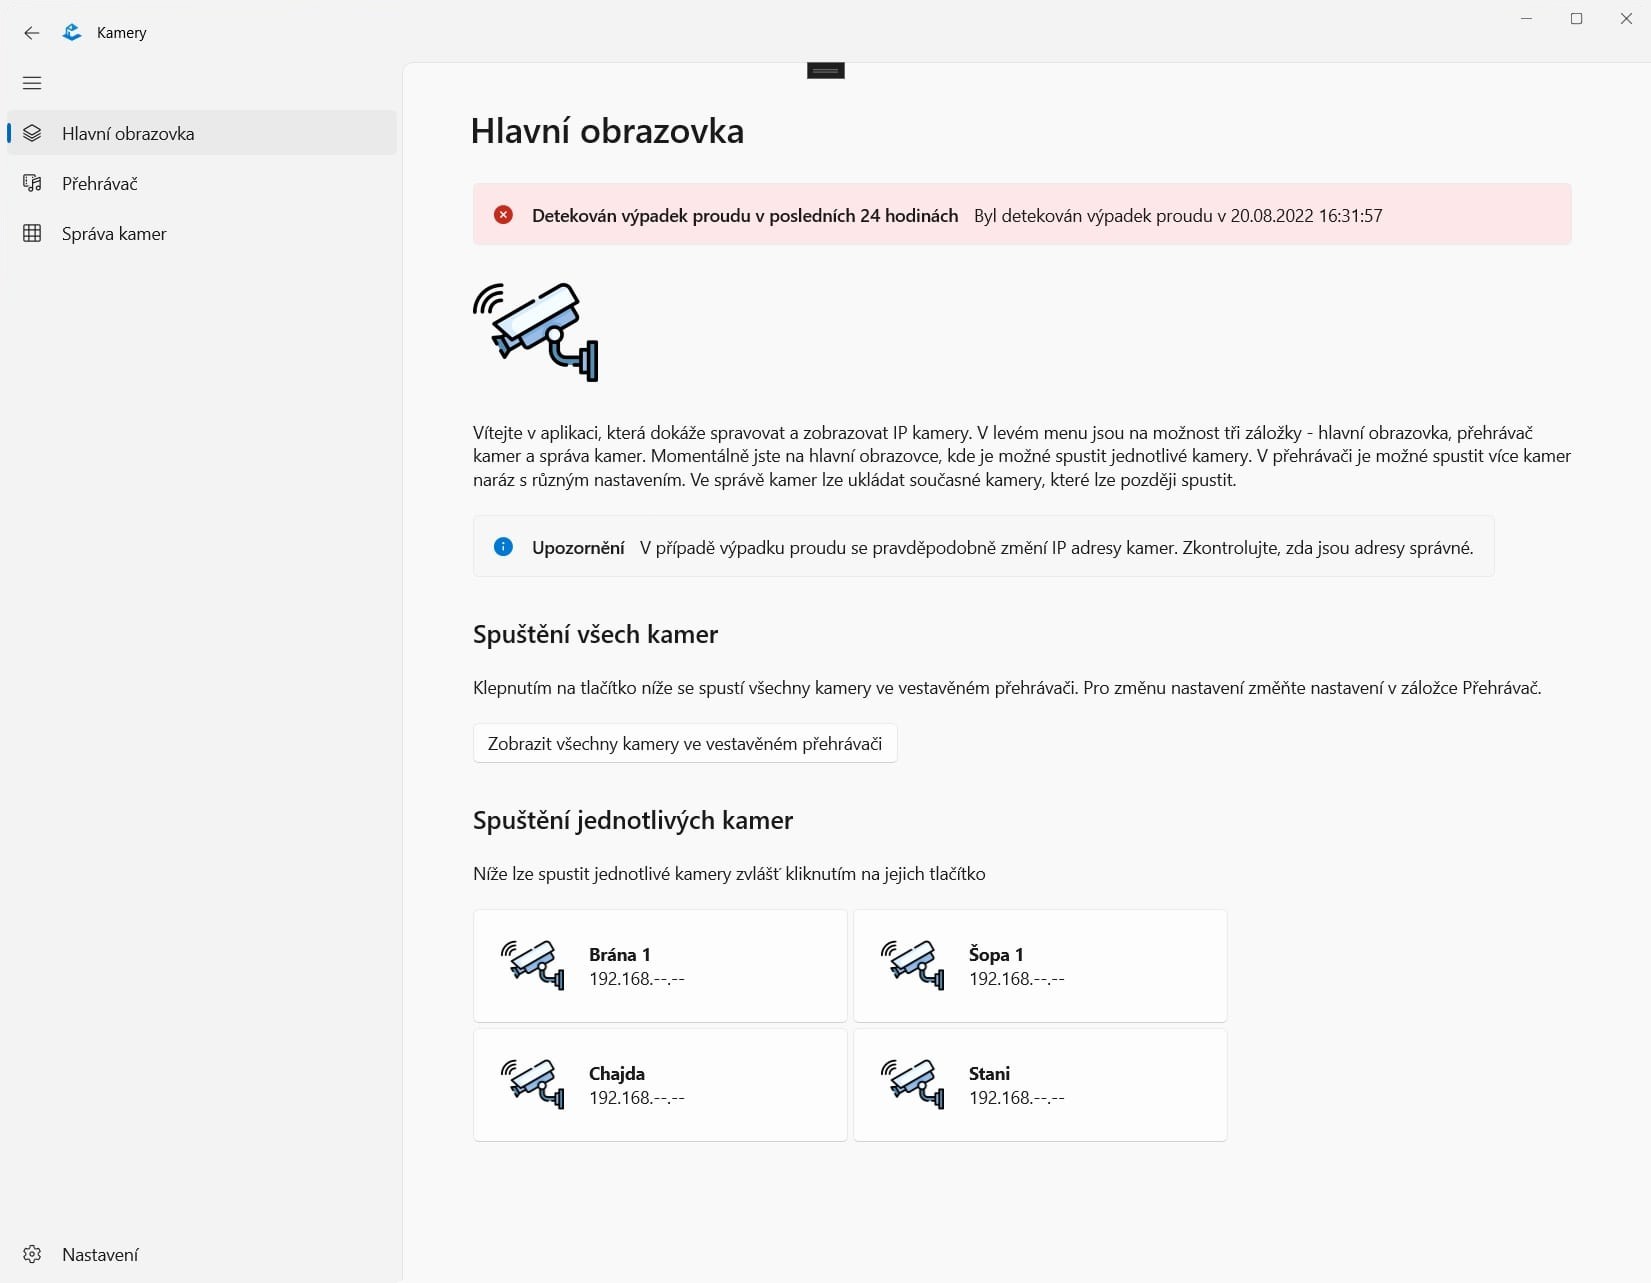 Kamery
Hlavní obrazovka
Přehrávač
Správa kamer
Nastavení
Hlavní obrazovka
Detekován výpadek proudu v posledních 24 hodinách Byl detekován výpadek proudu v 20.08.2022 16:31:57
Vítejte v aplikaci, která dokáže spravovat a zobrazovat IP kamery. V levém menu jsou na možnost tři záložky - hlavní obrazovka, přehrávač
kamer a správa kamer. Momentálně jste na hlavní obrazovce, kde je možné spustit jednotlivé kamery. V přehrávači je možné spustit více kamer
naráz s různým nastavením. Ve správě kamer lze ukládat současné kamery, které lze později spustit.
Upozornění V případě výpadku proudu se pravděpodobně změní IP adresy kamer. Zkontrolujte, zda jsou adresy správné.
Spuštění všech kamer
Klepnutím na tlačítko níže se spustí všechny kamery ve vestavěném přehrávači. Pro změnu nastavení změňte nastavení v záložce Přehrávač.
Zobrazit všechny kamery ve vestavěném přehrávači
Spuštění jednotlivých kamer
Níže lze spustit jednotlivé kamery zvlášť kliknutím na jejich tlačítko
Brána 1
192.168.--.--
Šopa 1
192.168.--.--
Chajda
192.168.--.--
Stani
192.168.--.--